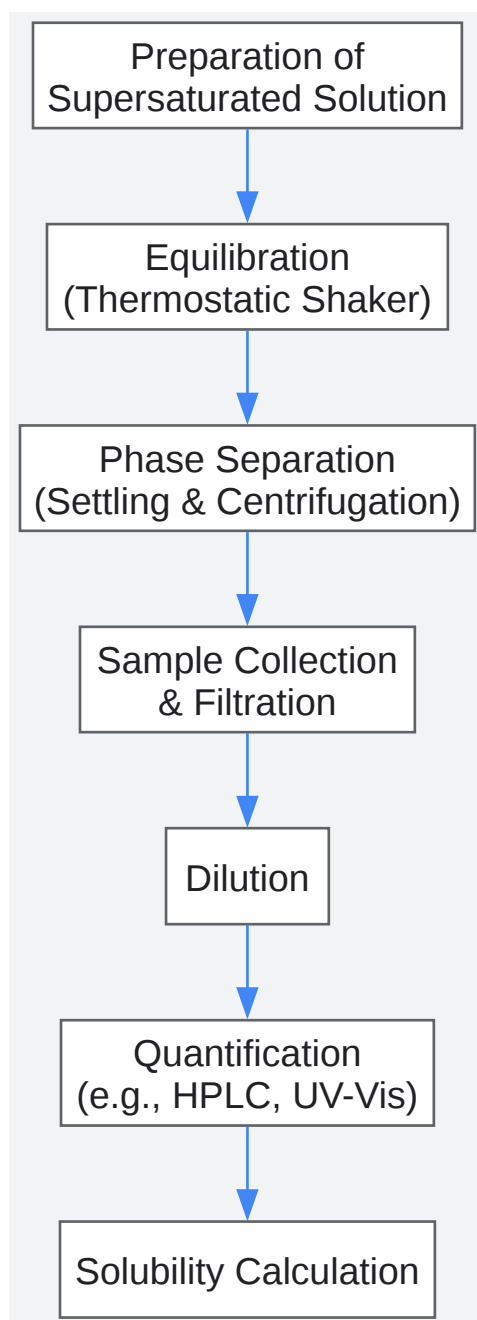 Preparation of
Supersaturated Solution
Equilibration
(Thermostatic Shaker)
Phase Separation
(Settling & Centrifugation)
Sample Collection
& Filtration
Dilution
Quantification
(e.g., HPLC, UV-Vis)
Solubility Calculation